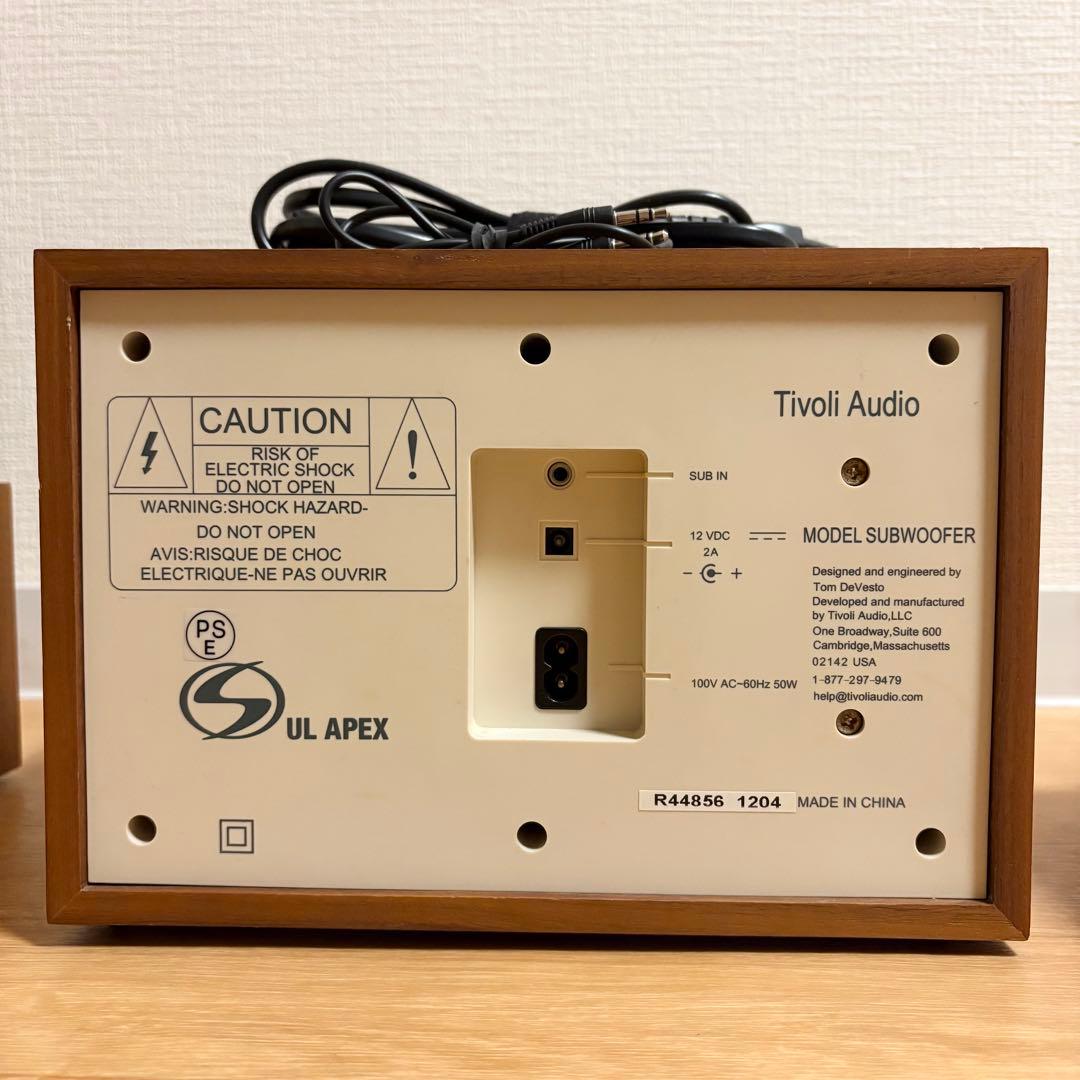 CAUTION
RISK OF
ELECTRIC SHOCK
DO NOT OPEN
WARNING:SHOCK HAZARD-
DO NOT OPEN
AVIS:RISQUE DE CHOC
ELECTRIQUE-NE PAS OUVRIR
PS
E
UL APEX
SUB IN
12 VDC
2A
- +
100V AC~60Hz 50W
Tivoli Audio
MODEL SUBWOOFER
Designed and engineered by
Tom DeVesto
Developed and manufactured
by Tivoli Audio,LLC
One Broadway,Suite 600
Cambridge,Massachusetts
02142 USA
1-877-297-9479
help@tivoliaudio.com
R44856 1204 MADE IN CHINA